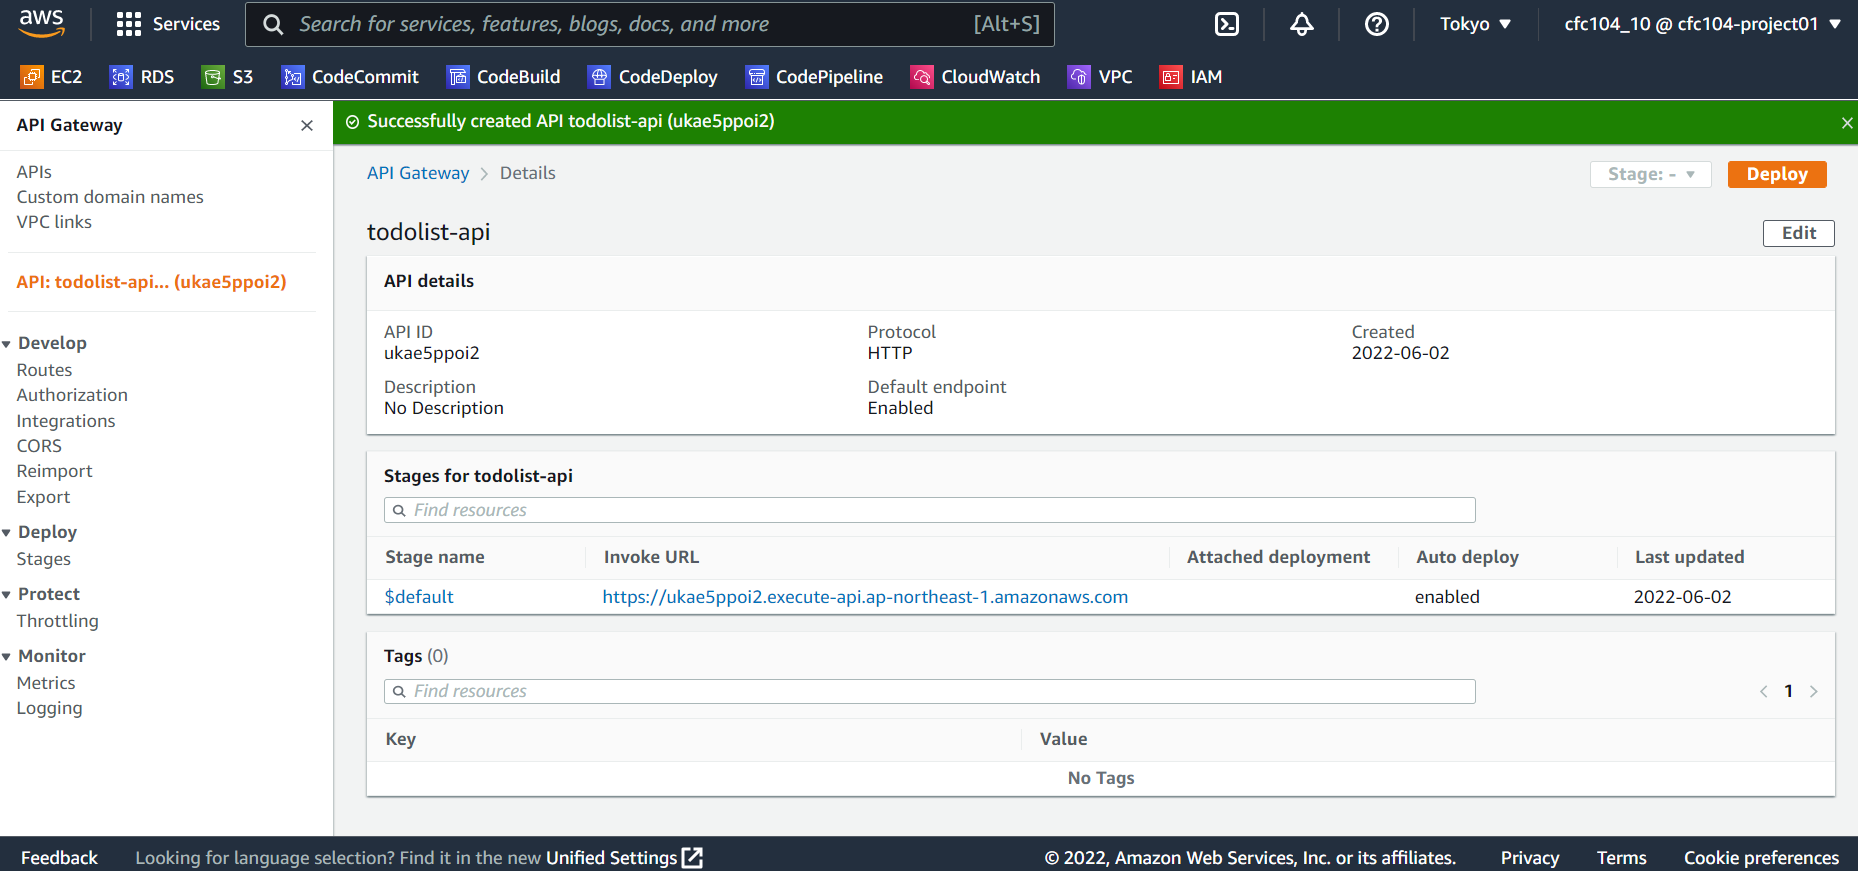 aws Services Search for services, features, blogs, docs, and more [Alt+S] Tokyo cfc104_10 @ cfc104-project01
EC2 RDS S3 CodeCommit CodeBuild CodeDeploy CodePipeline CloudWatch VPC IAM
API Gateway
APIs
Custom domain names
VPC links
API: todolist-api... (ukae5ppoi2)
Develop
Routes
Authorization
Integrations
CORS
Reimport
Export
Deploy
Stages
Protect
Throttling
Monitor
Metrics
Logging
Successfully created API todolist-api (ukae5ppoi2)
API Gateway Details
Stage: - Deploy
todolist-api
Edit
API details
API ID Protocol Created
ukae5ppoi2 HTTP 2022-06-02
Description Default endpoint
No Description Enabled
Stages for todolist-api
Find resources
Stage name Invoke URL Attached deployment Auto deploy Last updated
$default https://ukae5ppoi2.execute-api.ap-northeast-1.amazonaws.com enabled 2022-06-02
Tags (0)
Find resources
1
Key Value
No Tags
Feedback Looking for language selection? Find it in the new Unified Settings © 2022, Amazon Web Services, Inc. or its affiliates. Privacy Terms Cookie preferences